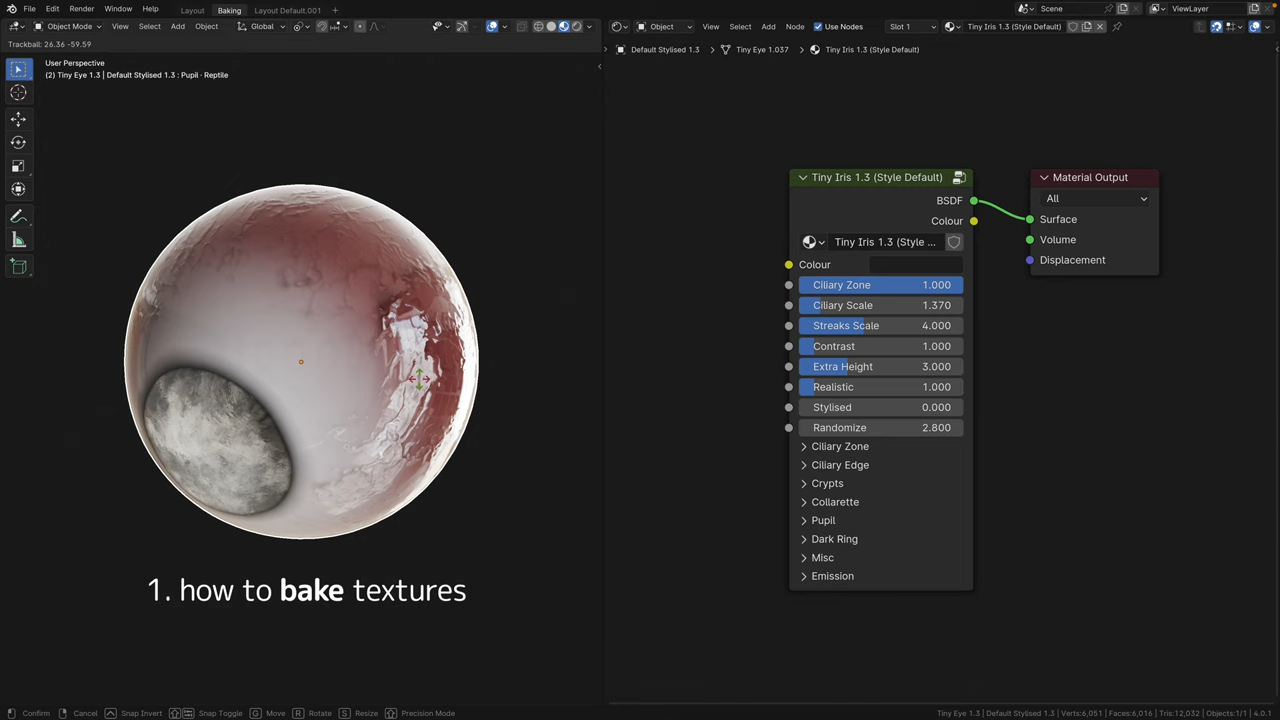 File Edit Render Window Help Layout Baking Layout Default.001 Scene ViewLayer
Object Mode View Select Add Object Global Object View Select Add Node Use Nodes Slot 1 Tiny Iris 1.3 (Style Default)
Trackball: 26.36 -59.59
Default Stylised 1.3 Tiny Eye 1.037 Tiny Iris 1.3 (Style Default)
User Perspective
(2) Tiny Eye 1.3 | Default Stylised 1.3 : Pupil - Reptile
Tiny Iris 1.3 (Style Default)
BSDF
Colour
Tiny Iris 1.3 (Style ...
Colour
Ciliary Zone 1.000
Ciliary Scale 1.370
Streaks Scale 4.000
Contrast 1.000
Extra Height 3.000
Realistic 1.000
Stylised 0.000
Randomize 2.800
Ciliary Zone
Ciliary Edge
Crypts
Collarette
Pupil
Dark Ring
Misc
Emission
Material Output
All
Surface
Volume
Displacement
1. how to bake textures
Confirm Cancel Snap Invert Snap Toggle G Move R Rotate S Resize Precision Mode Tiny Eye 1.3 | Default Stylised 1.3 | Verts:6,051 | Faces:6,016 | Tris:12,032 | Objects:1/1 | 4.0.1